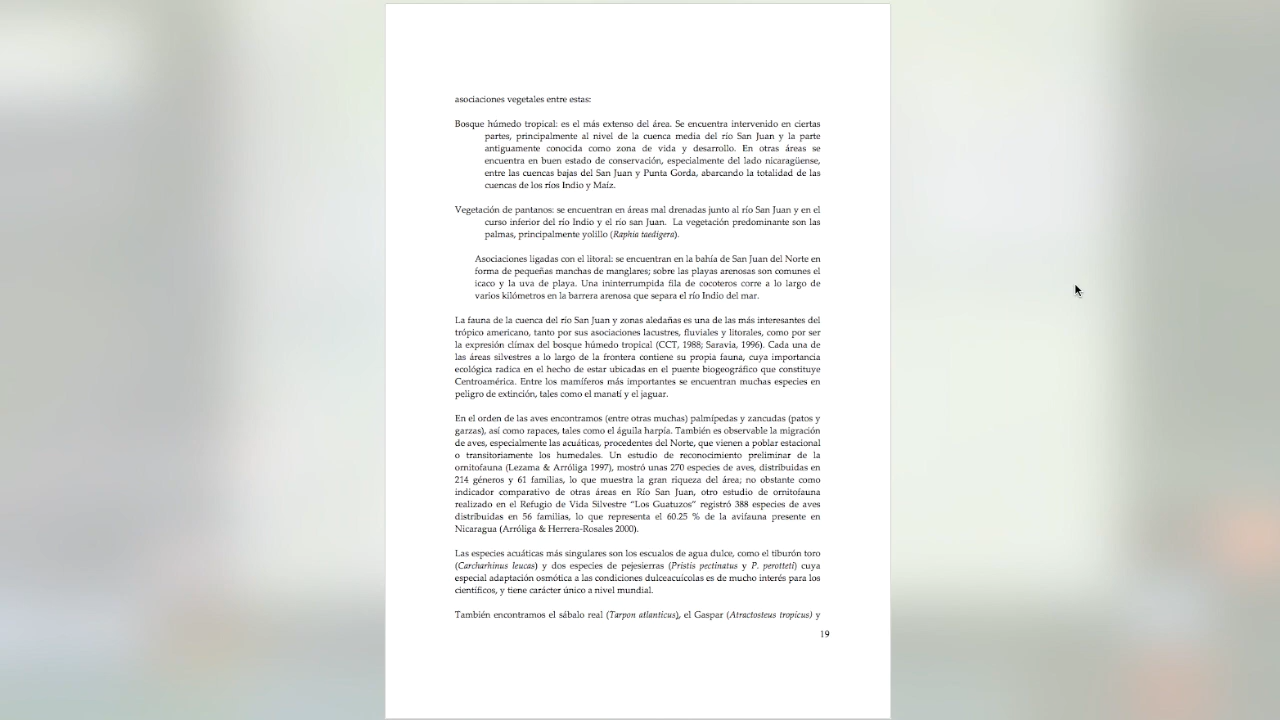 asociaciones vegetales entre estas:
Bosque húmedo tropical: es el más extenso del área. Se encuentra intervenido en ciertas
partes, principalmente al nivel de la cuenca media del río San Juan y la parte
antiguamente conocida como zona de vida y desarrollo. En otras áreas se
encuentra en buen estado de conservación, especialmente del lado nicaragüense,
entre las cuencas bajas del San Juan y Punta Gorda, abarcando la totalidad de las
cuencas de los ríos Indio y Maíz.
Vegetación de pantanos: se encuentran en áreas mal drenadas junto al río San Juan y en el
curso inferior del río Indio y el río san Juan. La vegetación predominante son las
palmas, principalmente yolillo (Raphia taedigera).
Asociaciones ligadas con el litoral: se encuentran en la bahía de San Juan del Norte en
forma de pequeñas manchas de manglares; sobre las playas arenosas son comunes el
icaco y la uva de playa. Una ininterrumpida fila de cocoteros corre a lo largo de
varios kilómetros en la barrera arenosa que separa el río Indio del mar.
La fauna de la cuenca del río San Juan y zonas aledañas es una de las más interesantes del
trópico americano, tanto por sus asociaciones lacustres, fluviales y litorales, como por ser
la expresión clímax del bosque húmedo tropical (CCT, 1988; Saravia, 1996). Cada una de
las áreas silvestres a lo largo de la frontera contiene su propia fauna, cuya importancia
ecológica radica en el hecho de estar ubicadas en el puente biogeográfico que constituye
Centroamérica. Entre los mamíferos más importantes se encuentran muchas especies en
peligro de extinción, tales como el manatí y el jaguar.
En el orden de las aves encontramos (entre otras muchas) palmípedas y zancudas (patos y
garzas), así como rapaces, tales como el águila harpía. También es observable la migración
de aves, especialmente las acuáticas, procedentes del Norte, que vienen a poblar estacional
o transitoriamente los humedales. Un estudio de reconocimiento preliminar de la
ornitofauna (Lezama & Arróliga 1997), mostró unas 270 especies de aves, distribuidas en
214 géneros y 61 familias, lo que muestra la gran riqueza del área; no obstante como
indicador comparativo de otras áreas en Río San Juan, otro estudio de ornitofauna
realizado en el Refugio de Vida Silvestre “Los Guatuzos” registró 388 especies de aves
distribuidas en 56 familias, lo que representa el 60.25 % de la avifauna presente en
Nicaragua (Arróliga & Herrera-Rosales 2000).
Las especies acuáticas más singulares son los escualos de agua dulce, como el tiburón toro
(Carcharhinus leucas) y dos especies de pejesierras (Pristis pectinatus y P. perotteti) cuya
especial adaptación osmótica a las condiciones dulceacuícolas es de mucho interés para los
científicos, y tiene carácter único a nivel mundial.
También encontramos el sábalo real (Tarpon atlanticus), el Gaspar (Atractosteus tropicus) y
19